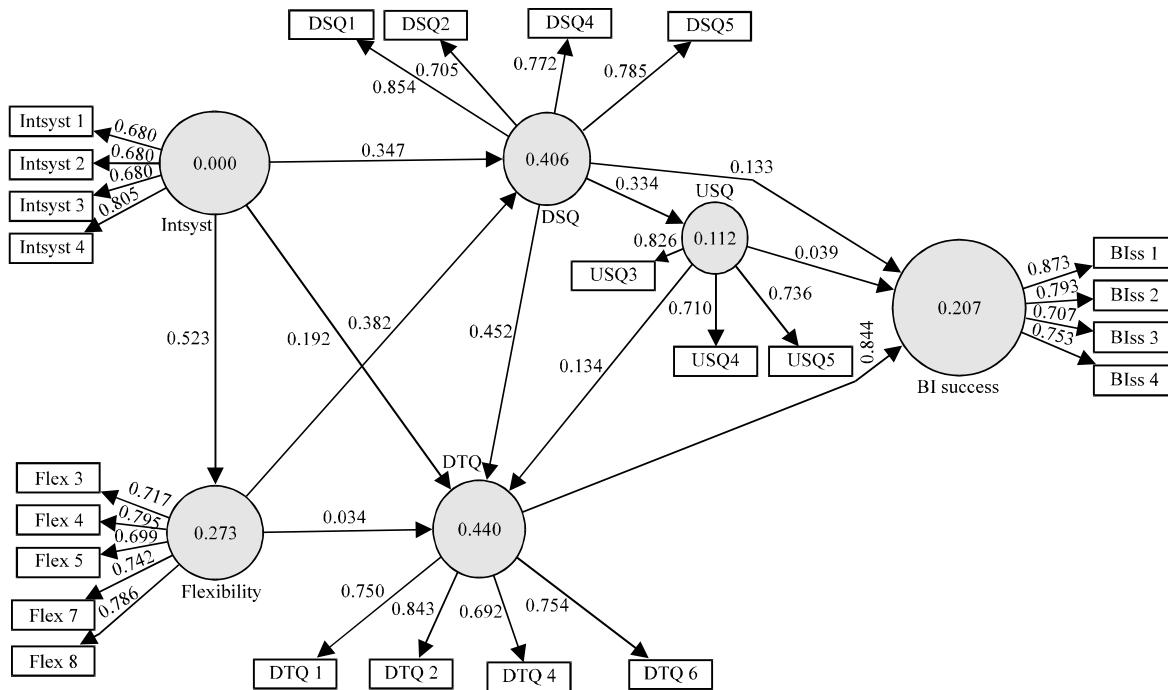 DSQ1
DSQ2
DSQ4
DSQ5
0.854
0.705
0.772
0.785
Intsyst 1
Intsyst 2
Intsyst 3
Intsyst 4
0.680
0.680
0.680
0.805
0.000
Intsyst
0.347
0.406
DSQ
0.133
0.334
USQ
0.112
0.826
USQ3
0.039
0.710
0.736
USQ4
USQ5
0.207
BI success
0.873
0.793
0.707
0.753
BIss 1
BIss 2
BIss 3
BIss 4
0.523
0.192
0.382
0.452
0.134
0.844
Flex 3
Flex 4
Flex 5
Flex 7
Flex 8
0.717
0.795
0.699
0.742
0.786
0.273
Flexibility
0.034
DTQ
0.440
0.750
0.843
0.692
0.754
DTQ 1
DTQ 2
DTQ 4
DTQ 6